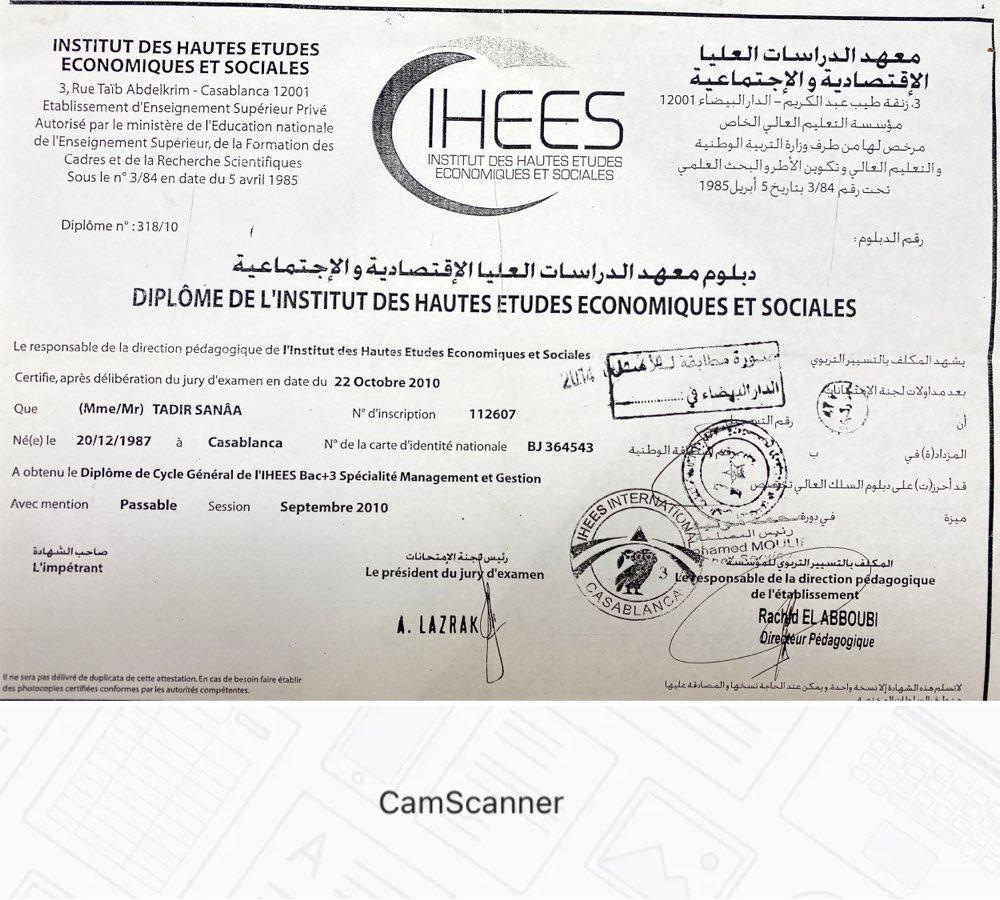 INSTITUT DES HAUTES ETUDES
ECONOMIQUES ET SOCIALES
3, Rue Taïb Abdelkrim - Casablanca 12001
Etablissement d'Enseignement Supérieur Privé
Autorisé par le ministère de l'Education nationale
de l'Enseignement Supérieur, de la Formation des
Cadres et de la Recherche Scientifiques
Sous le n° 3/84 en date du 5 avril 1985
IHEES
INSTITUT DES HAUTES ETUDES
ECONOMIQUES ET SOCIALES
معهد الدراسات العليا
الإقتصادية والإجتماعية
3. زنقة طيب عبد الكريم - الدار البيضاء 12001
مؤسسة التعليم العالي الخاص
مرخص لها من طرف وزارة التربية الوطنية
والتعليم العالي وتكوين الأطر والبحث العلمي
تحت رقم 3/84 بتاريخ 5 أبريل 1985
Diplôme n° : 318/10
رقم الدبلوم:
دبلوم معهد الدراسات العليا الإقتصادية والإجتماعية
DIPLÔME DE L'INSTITUT DES HAUTES ETUDES ECONOMIQUES ET SOCIALES
Le responsable de la direction pédagogique de l'Institut des Hautes Etudes Economiques et Sociales
يشهد المكلف بالتسيير التربوي
صورة مطابقة للأصل
2014
الدار البيضاء في:
Certifie, après délibération du jury d'examen en date du 22 Octobre 2010
بعد مداولات لجنة الإمتحانات
Que (Mme/Mr) TADIR SANÂA N° d'inscription 112607
رقم التسجيل
أن
Né(e) le 20/12/1987 à Casablanca N° de la carte d'identité nationale BJ 364543
الوطنية
ب
المزداد(ة) في
A obtenu le Diplôme de Cycle Général de l'IHEES Bac+3 Spécialité Management et Gestion
قد أحرز(ت) على دبلوم السلك العالي تخصص
Avec mention Passable Session Septembre 2010
في دورة
ميزة
IHEES INTERNATIONAL
CASABLANCA
3
رئيس المصلحة
Mohamed MOULIF
صاحب الشهادة
L'impétrant
رئيس لجنة الإمتحانات
Le président du jury d'examen
A. LAZRAK
المكلف بالتسيير التربوي للمؤسسة
Le responsable de la direction pédagogique
de l'établissement
Rachid EL ABBOUBI
Directeur Pédagogique
Il ne sera pas délivré de duplicata de cette attestation. En cas de besoin faire établir
des photocopies certifiées conformes par les autorités compétentes.
لا تسلم هذه الشهادة إلا نسخة واحدة. ويمكن عند الحاجة نسخها و المصادقة عليها
CamScanner